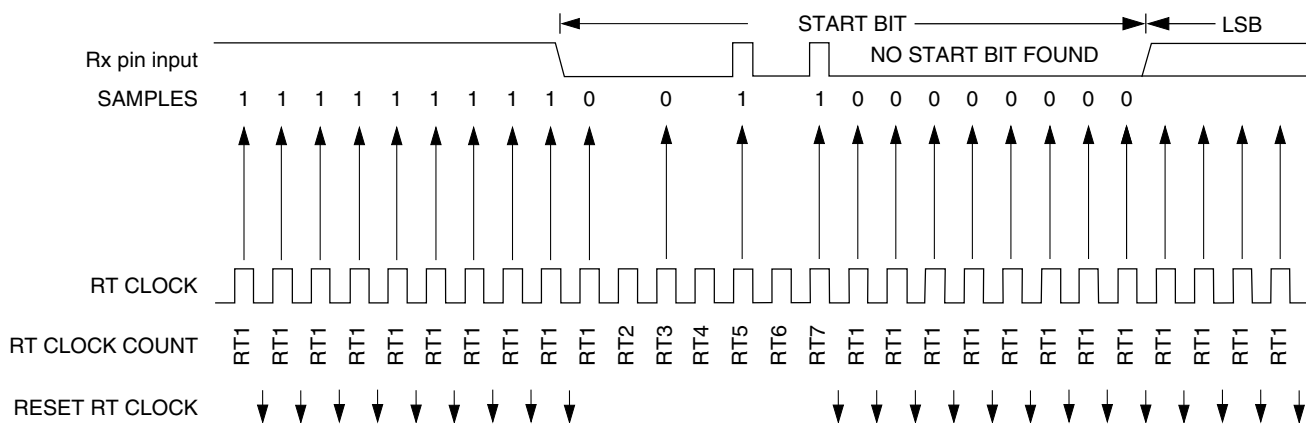 START BIT LSB
Rx pin input NO START BIT FOUND
SAMPLES 1 1 1 1 1 1 1 1 1 0 0 1 1 0 0 0 0 0 0 0 0
RT CLOCK
RT CLOCK COUNT RT1 RT1 RT1 RT1 RT1 RT1 RT1 RT1 RT1 RT1 RT2 RT3 RT4 RT5 RT6 RT7 RT1 RT1 RT1 RT1 RT1 RT1 RT1 RT1 RT1 RT1 RT1 RT1
RESET RT CLOCK